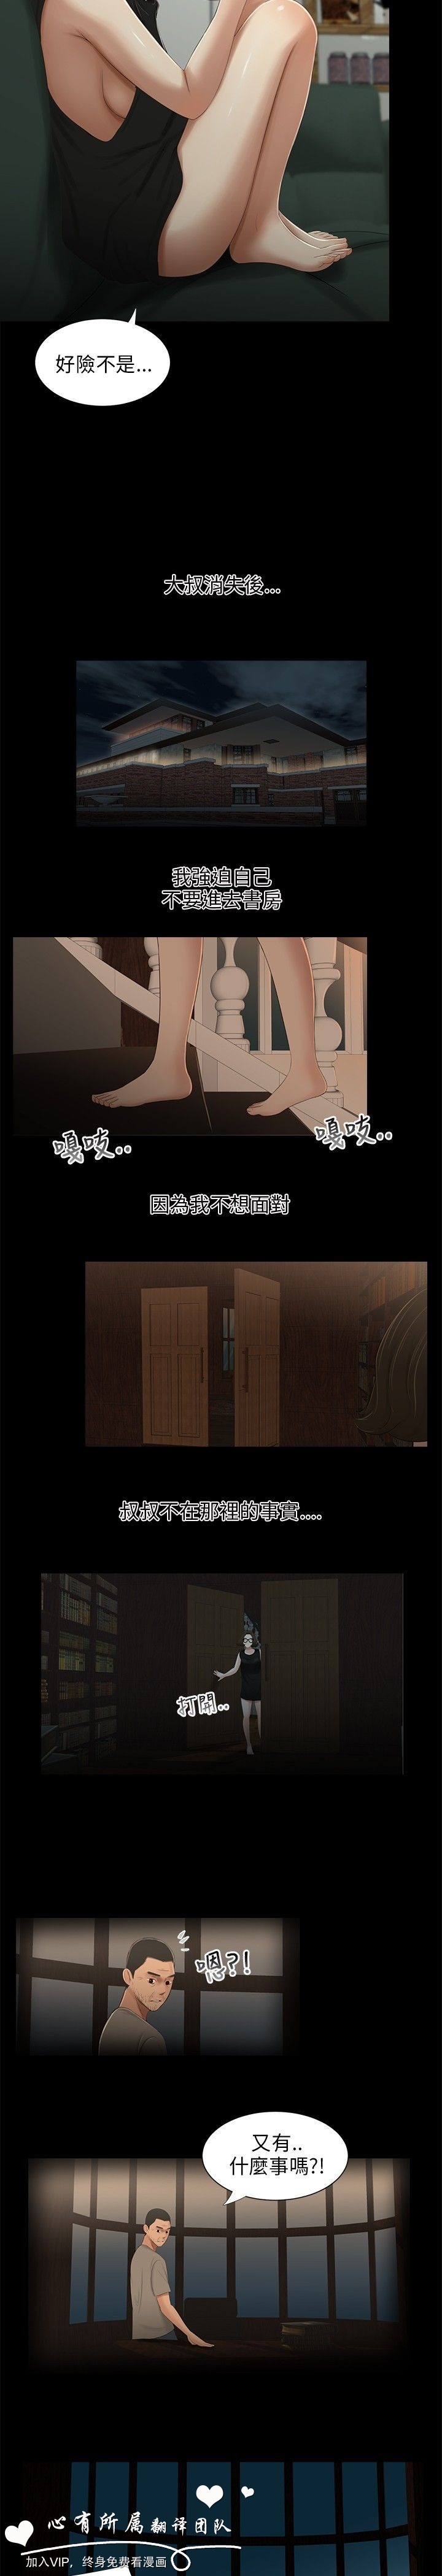 好險不是...
大叔消失後...
我強迫自己
不要進去書房
嘎吱..
嘎吱..
因為我不想面對
叔叔不在那裡的事實....
打開..
嗯?!
又有..
什麼事嗎?!
心有所属翻译团队
加入VIP，终身免费看漫画